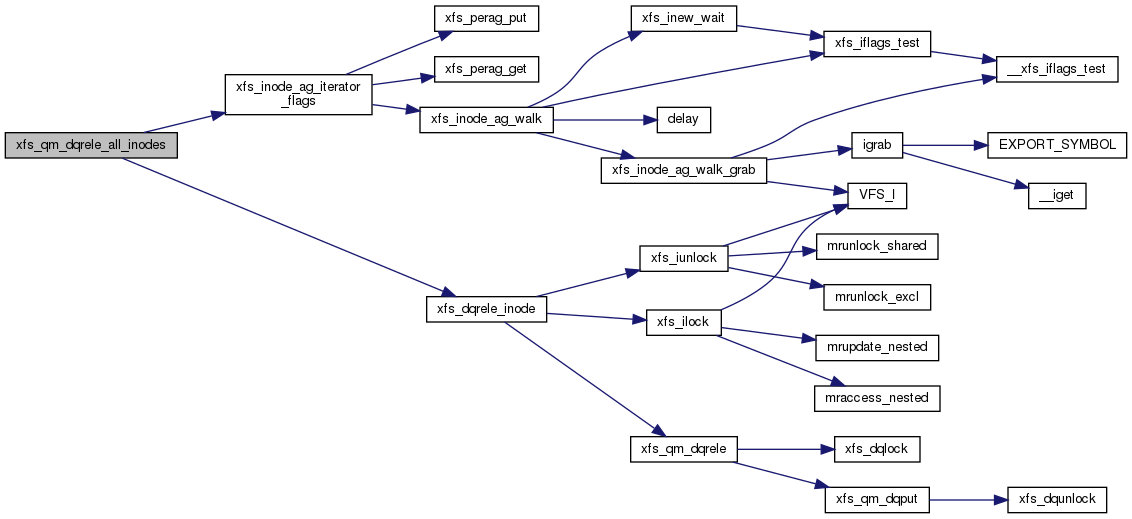 xfs_qm_dqrele_all_inodes
xfs_inode_ag_iterator
_flags
xfs_perag_put
xfs_perag_get
xfs_inode_ag_walk
xfs_inew_wait
xfs_iflags_test
__xfs_iflags_test
delay
xfs_inode_ag_walk_grab
igrab
EXPORT_SYMBOL
__iget
VFS_I
xfs_dqrele_inode
xfs_iunlock
mrunlock_shared
mrunlock_excl
xfs_ilock
mrupdate_nested
mraccess_nested
xfs_qm_dqrele
xfs_dqlock
xfs_qm_dqput
xfs_dqunlock